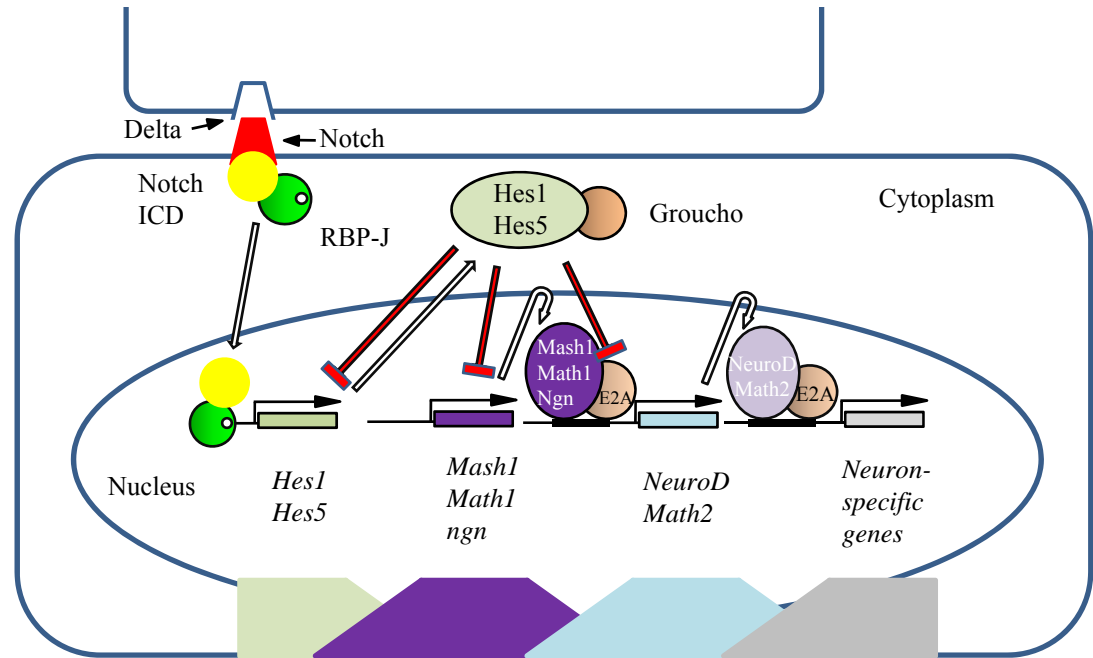 Delta
Notch
Notch
ICD
RBP-J
Hes1
Hes5
Groucho
Cytoplasm
Mash1
Math1
Ngn
E2A
NeuroD
Math2
E2A
Nucleus
Hes1
Hes5
Mash1
Math1
ngn
NeuroD
Math2
Neuron-
specific
genes